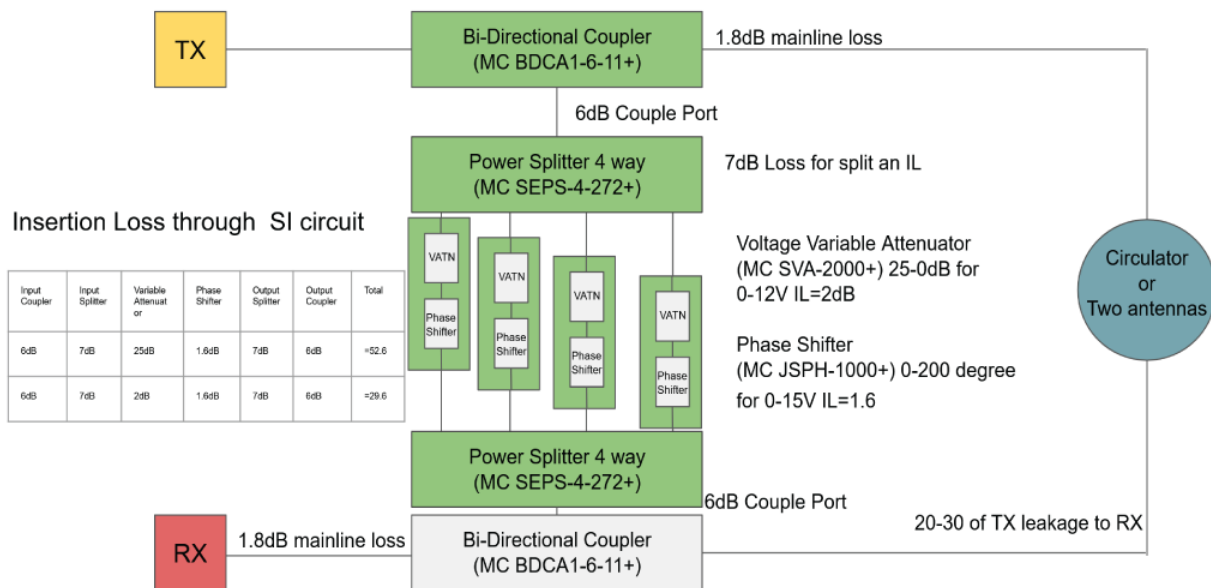 TX
Bi-Directional Coupler
(MC BDCA1-6-11+)
1.8dB mainline loss
6dB Couple Port
Power Splitter 4 way
(MC SEPS-4-272+)
7dB Loss for split an IL
Insertion Loss through SI circuit
Input Coupler
Input Splitter
Variable Attenuat or
Phase Shifter
Output Splitter
Output Coupler
Total
6dB
7dB
25dB
1.6dB
7dB
6dB
=52.6
6dB
7dB
2dB
1.6dB
7dB
6dB
=29.6
VATN
Phase
Shifter
VATN
Phase
Shifter
VATN
Phase
Shifter
VATN
Phase
Shifter
Voltage Variable Attenuator
(MC SVA-2000+) 25-0dB for
0-12V IL=2dB
Phase Shifter
(MC JSPH-1000+) 0-200 degree
for 0-15V IL=1.6
Circulator
or
Two antennas
Power Splitter 4 way
(MC SEPS-4-272+)
6dB Couple Port
20-30 of TX leakage to RX
RX
1.8dB mainline loss
Bi-Directional Coupler
(MC BDCA1-6-11+)